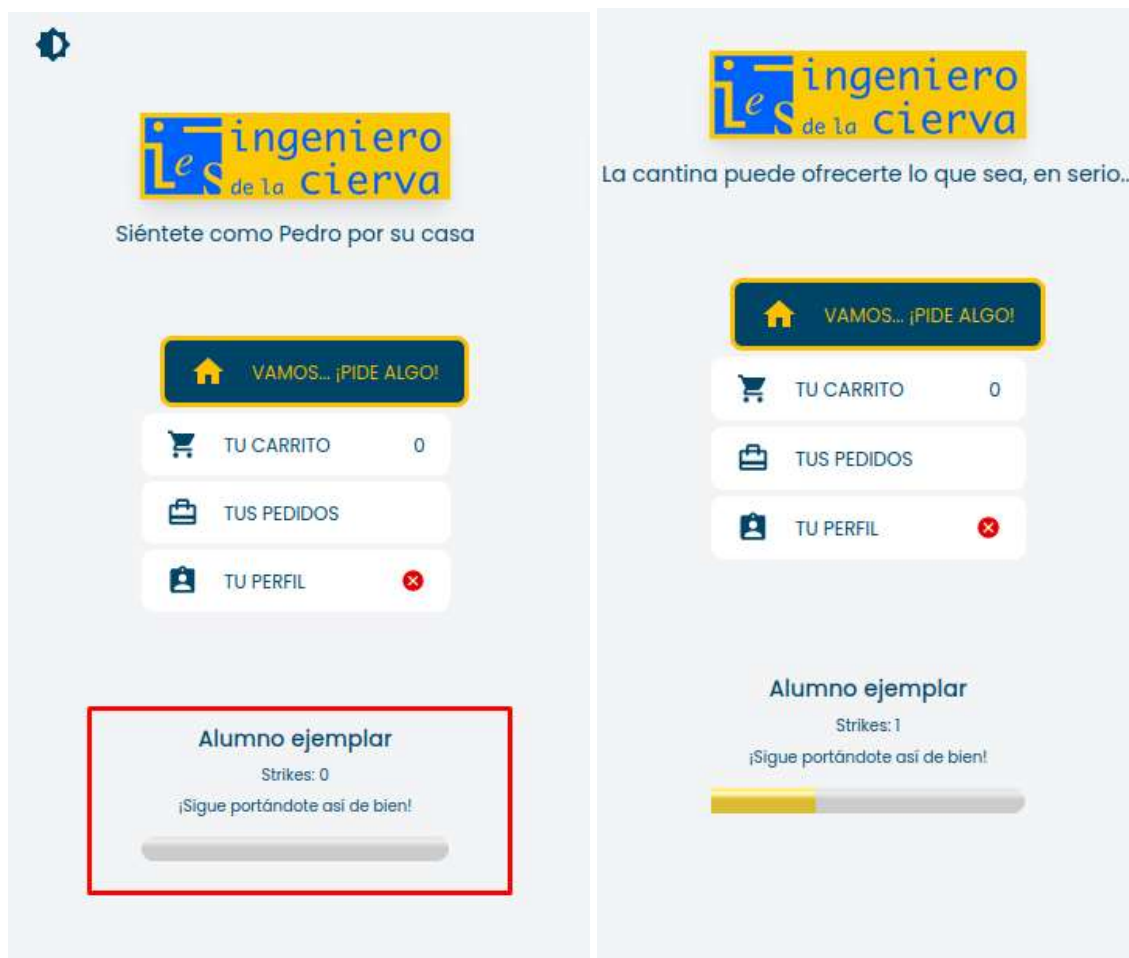 ies
ingeniero
de la cierva
Siéntete como Pedro por su casa
VAMOS... ¡PIDE ALGO!
TU CARRITO 0
TUS PEDIDOS
TU PERFIL
Alumno ejemplar
Strikes: 0
¡Sigue portándote así de bien!
ies
ingeniero
de la cierva
La cantina puede ofrecerte lo que sea, en serio..
VAMOS... ¡PIDE ALGO!
TU CARRITO 0
TUS PEDIDOS
TU PERFIL
Alumno ejemplar
Strikes: 1
¡Sigue portándote así de bien!